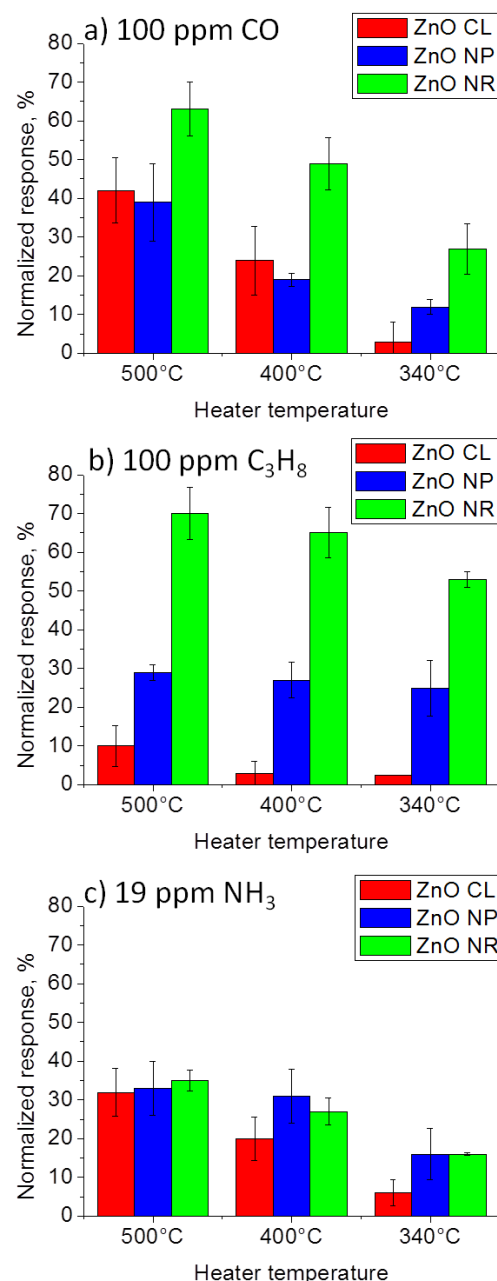 a) 100 ppm CO
ZnO CL
ZnO NP
ZnO NR
80
70
60
50
40
30
20
10
0
Normalized response, %
500°C 400°C 340°C
Heater temperature
b) 100 ppm C₃H₈
ZnO CL
ZnO NP
ZnO NR
80
70
60
50
40
30
20
10
0
Normalized response, %
500°C 400°C 340°C
Heater temperature
c) 19 ppm NH₃
ZnO CL
ZnO NP
ZnO NR
80
70
60
50
40
30
20
10
0
Normalized response, %
500°C 400°C 340°C
Heater temperature